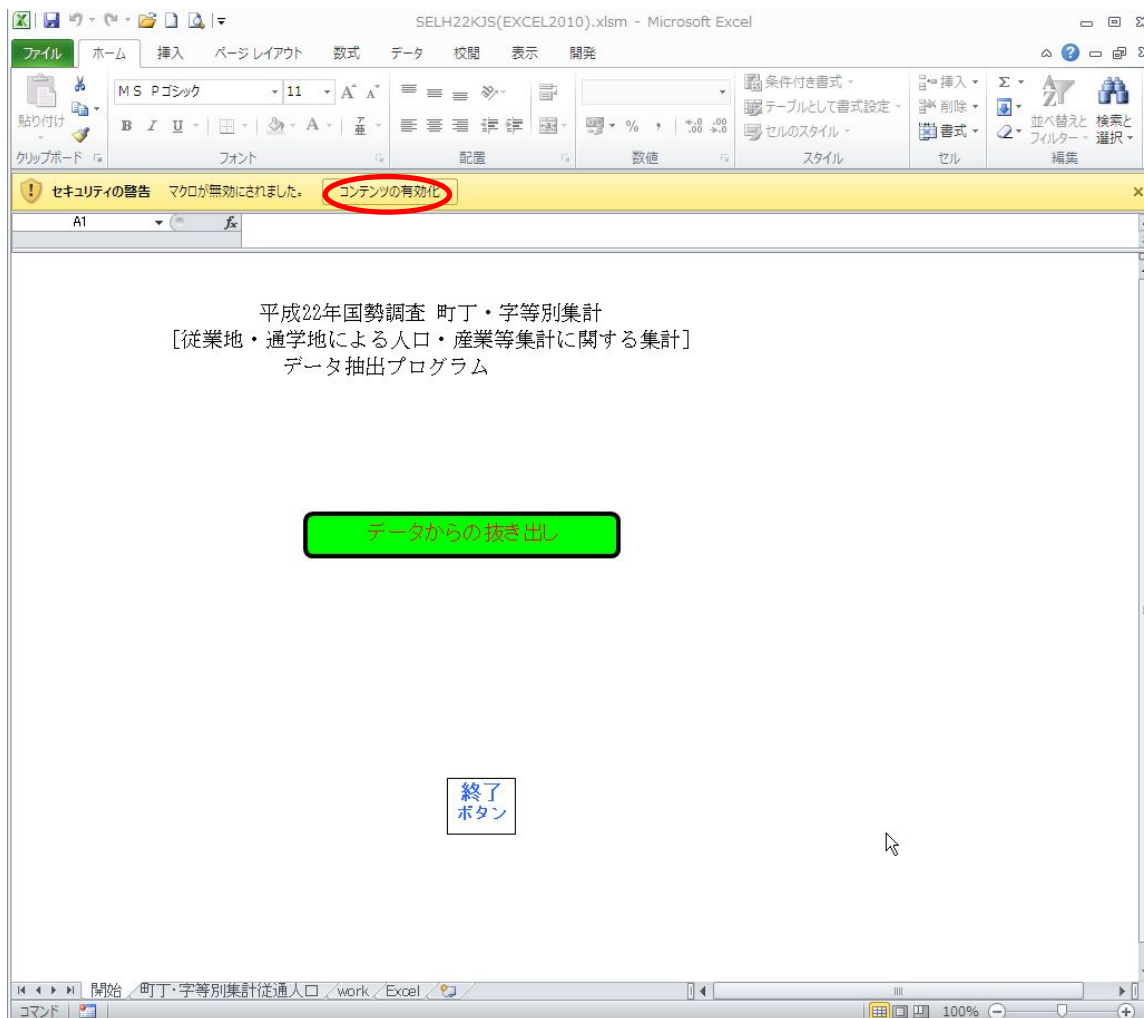 SELH22KJS(EXCEL2010).xlsm - Microsoft Excel
ファイル ホーム 挿入 ページ レイアウト 数式 データ 校閲 表示 開発
貼り付け
MS Pゴシック 11
B I U
% ,
条件付き書式
テーブルとして書式設定
セルのスタイル
挿入
削除
書式
Σ
並べ替えと
フィルター
検索と
選択
クリップボード フォント 配置 数値 スタイル セル 編集
セキュリティの警告 マクロが無効にされました。 コンテンツの有効化
A1 fx
平成22年国勢調査 町丁・字等別集計
[従業地・通学地による人口・産業等集計に関する集計]
データ抽出プログラム
データからの抜き出し
終了
ボタン
開始 町丁・字等別集計従通人口 work Excel
コマンド 100%